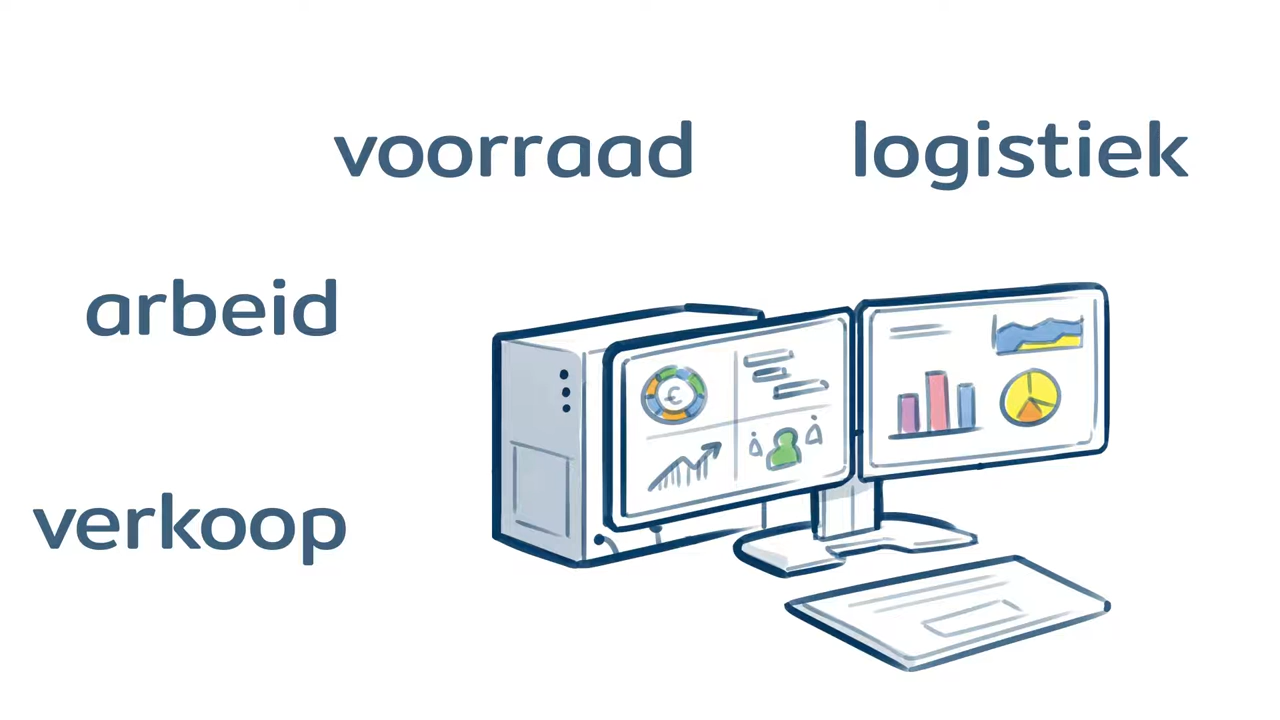 voorraad
logistiek
arbeid
verkoop
€